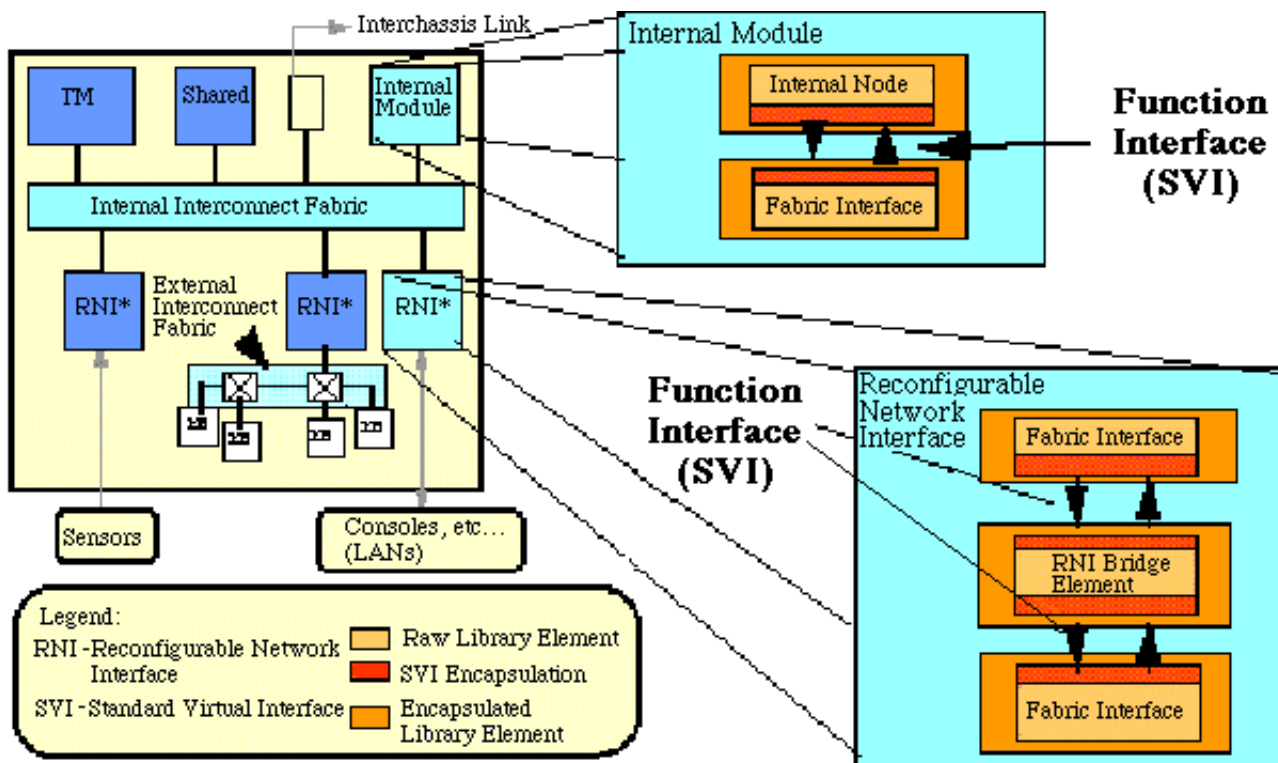 Interchassis Link
TM
Shared
Internal
Module
Internal Interconnect Fabric
RNI*
External
Interconnect
Fabric
RNI*
RNI*
Sensors
Consoles, etc...
(LANs)
Internal Module
Internal Node
Fabric Interface
Function
Interface
(SVI)
Function
Interface
(SVI)
Reconfigurable
Network
Interface
Fabric Interface
RNI Bridge
Element
Fabric Interface
Legend:
RNI -Reconfigurable Network
Interface
SVI -Standard Virtual Interface
Raw Library Element
SVI Encapsulation
Encapsulated
Library Element